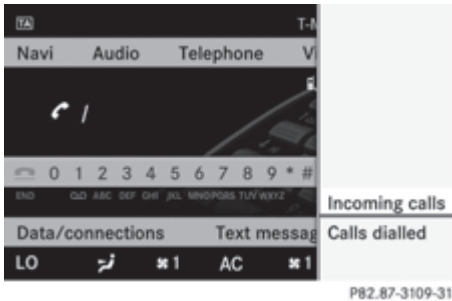 TA T-M
Navi Audio Telephone Vi
/
0 1 2 3 4 5 6 7 8 9 * #
END ABC DEF GHI JKL MNO PQRS TUV WXYZ
Incoming calls
Data/connections Text messag Calls dialled
LO 1 AC 1
P82.87-3109-31